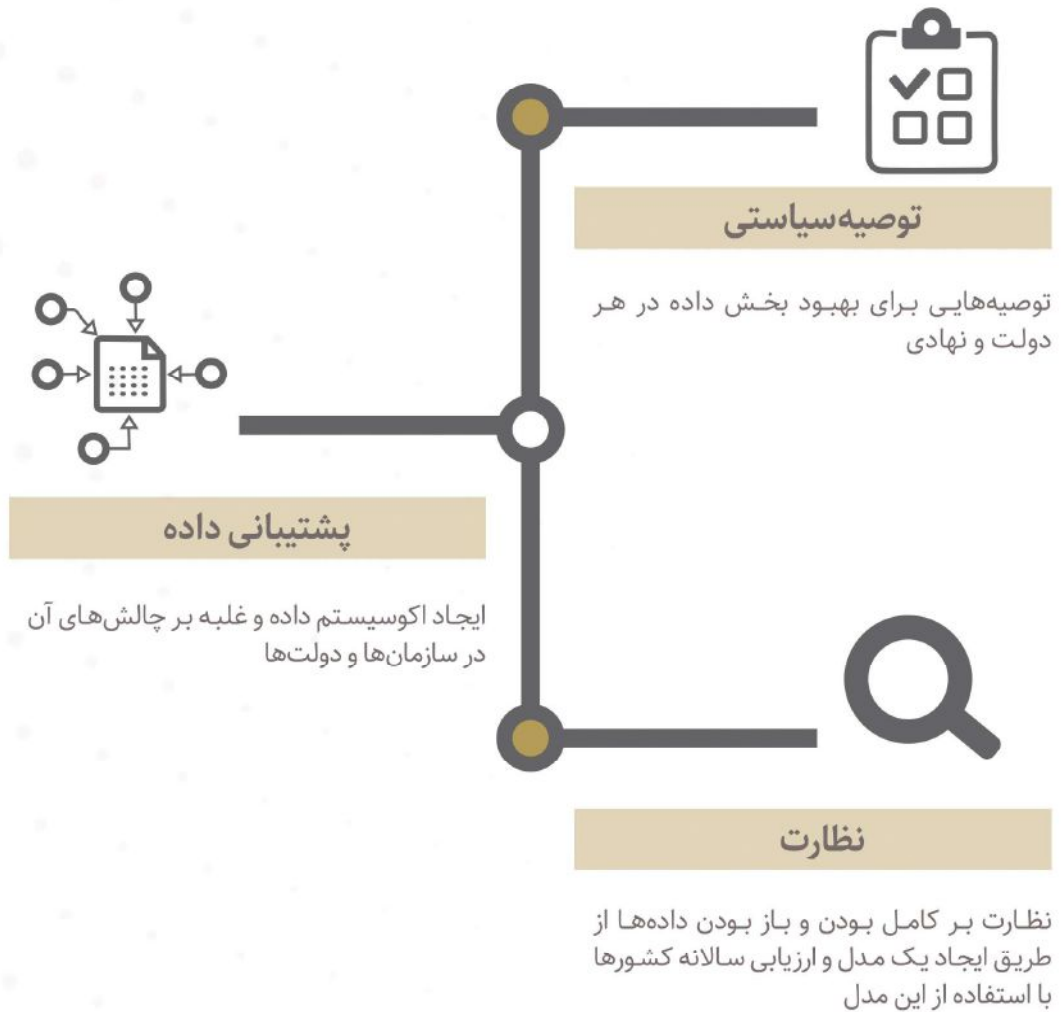 توصیه‌سیاستی
توصیه‌هایی برای بهبود بخش داده در هر
دولت و نهادی
پشتیبانی داده
ایجاد اکوسیستم داده و غلبه بر چالش‌های آن
در سازمان‌ها و دولت‌ها
نظارت
نظارت بر کامل بودن و باز بودن داده‌ها از
طریق ایجاد یک مدل و ارزیابی سالانه کشورها
با استفاده از این مدل